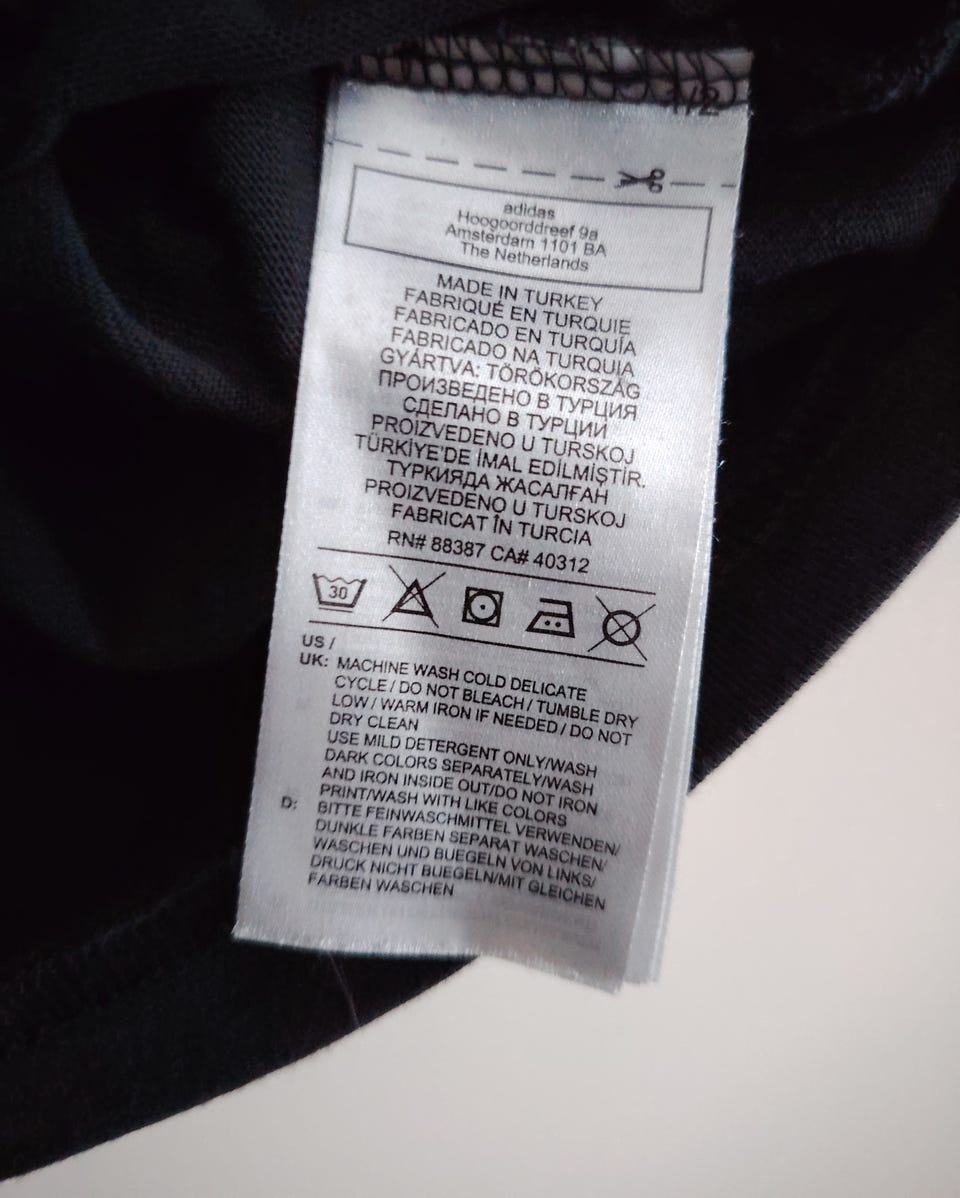 1/2
adidas
Hoogoorddreef 9a
Amsterdam 1101 BA
The Netherlands
MADE IN TURKEY
FABRIQUÉ EN TURQUIE
FABRICADO EN TURQUÍA
FABRICADO NA TURQUIA
GYÁRTVA: TÖRÖKORSZÁG
ПРОИЗВЕДЕНО В ТУРЦИЯ
СДЕЛАНО В ТУРЦИИ
PROIZVEDENO U TURSKOJ
TÜRKİYE'DE İMAL EDİLMİŞTİR.
ТУРКИЯДА ЖАСАЛҒАН
PROIZVEDENO U TURSKOJ
FABRICAT ÎN TURCIA
RN# 88387 CA# 40312
30
US /
UK: MACHINE WASH COLD DELICATE
CYCLE / DO NOT BLEACH / TUMBLE DRY
LOW / WARM IRON IF NEEDED / DO NOT
DRY CLEAN
USE MILD DETERGENT ONLY/WASH
DARK COLORS SEPARATELY/WASH
AND IRON INSIDE OUT/DO NOT IRON
PRINT/WASH WITH LIKE COLORS
D: BITTE FEINWASCHMITTEL VERWENDEN/
DUNKLE FARBEN SEPARAT WASCHEN/
WASCHEN UND BUEGELN VON LINKS/
DRUCK NICHT BUEGELN/MIT GLEICHEN
FARBEN WASCHEN